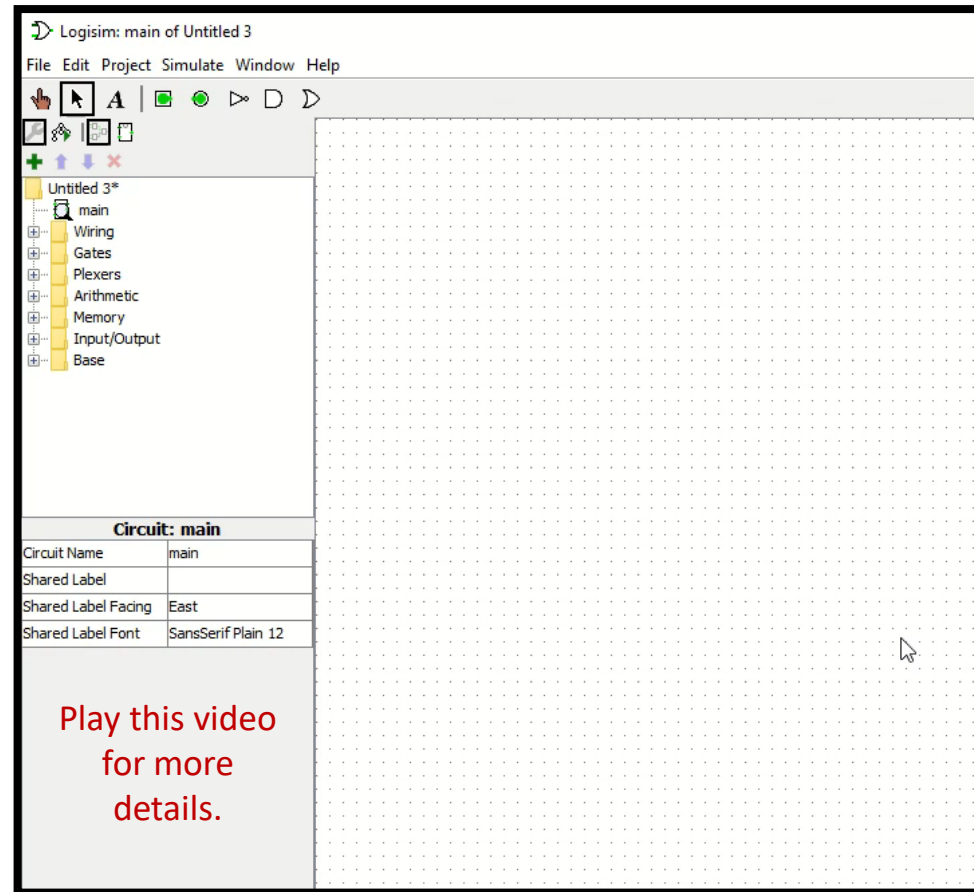 Logisim: main of Untitled 3
File Edit Project Simulate Window Help
A
Untitled 3*
main
Wiring
Gates
Plexers
Arithmetic
Memory
Input/Output
Base
Circuit: main
Circuit Name main
Shared Label
Shared Label Facing East
Shared Label Font SansSerif Plain 12
Play this video
for more
details.